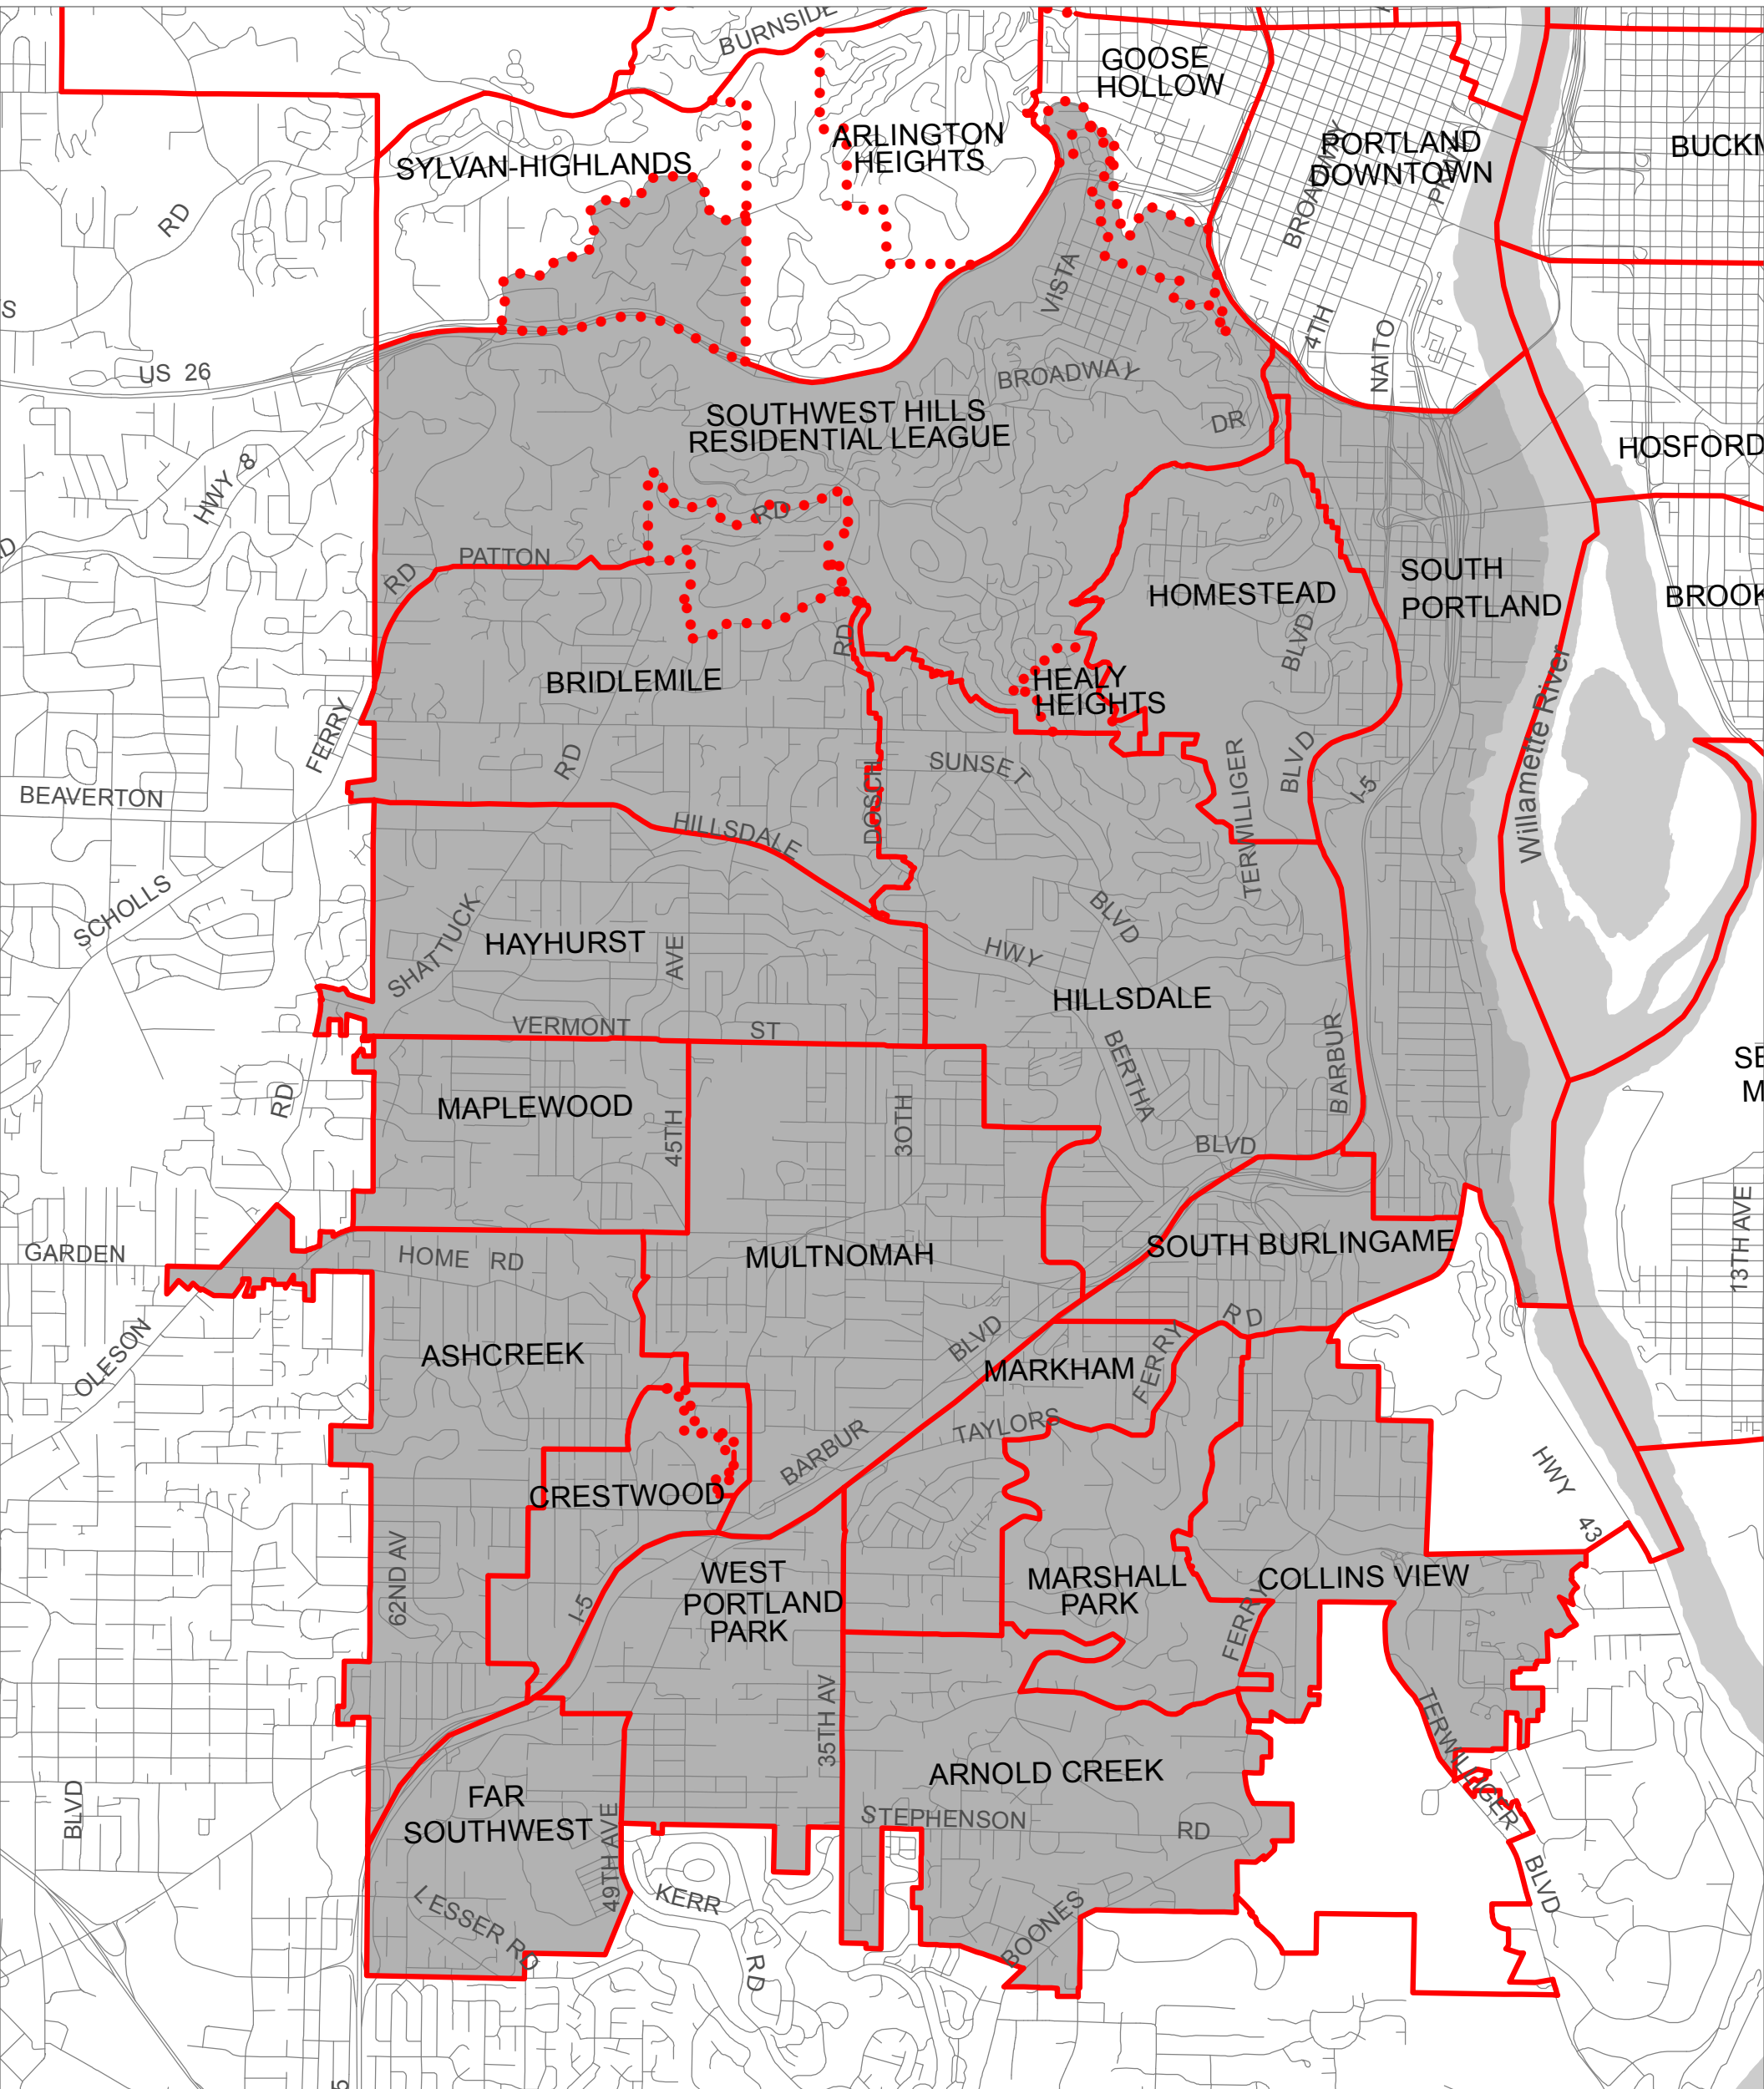 BURNSIDE
GOOSE
HOLLOW
ARLINGTON
HEIGHTS
SYLVAN-HIGHLANDS
PORTLAND
DOWNTOWN
BROADWAY
PKWY
BUCKM
RD
S
US 26
VISTA
4TH
NAITO
BROADWAY
DR
SOUTHWEST HILLS
RESIDENTIAL LEAGUE
HOSFORD
HWY 8
RD
PATTON
RD
D
SOUTH
PORTLAND
HOMESTEAD
BROOK
BLVD
RD
BRIDLEMILE
HEALY
HEIGHTS
FERRY
RD
Willamette River
SUNSET
BLVD
I-5
TERWILLIGER
DOSCH
BEAVERTON
HILLSDALE
SCHOLLS
SHATTUCK
HAYHURST
AVE
BLVD
HWY
HILLSDALE
VERMONT
ST
BERTHA
BARBUR
SE
M
RD
MAPLEWOOD
45TH
30TH
BLVD
13TH AVE
GARDEN
HOME RD
MULTNOMAH
SOUTH BURLINGAME
OLESON
ASHCREEK
BLVD
RD
FERRY
MARKHAM
TAYLORS
BARBUR
HWY
43
CRESTWOOD
62ND AV
I-5
WEST
PORTLAND
PARK
MARSHALL
PARK
COLLINS VIEW
FERRY
35TH AV
TERWILLIGER
BLVD
BLVD
FAR
SOUTHWEST
49TH AVE
ARNOLD CREEK
STEPHENSON
RD
LESSER RD
KERR
RD
BOONES
5